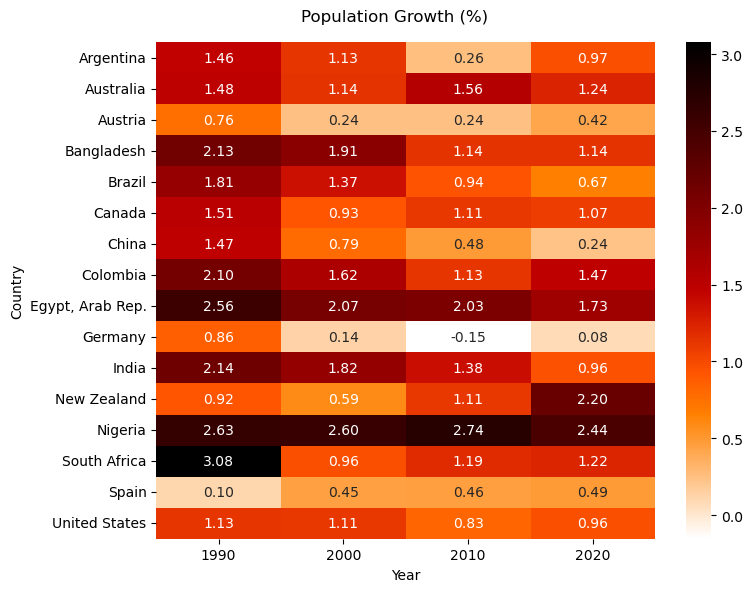 Population Growth (%)
Argentina 1.46 1.13 0.26 0.97
Australia 1.48 1.14 1.56 1.24
Austria 0.76 0.24 0.24 0.42
Bangladesh 2.13 1.91 1.14 1.14
Brazil 1.81 1.37 0.94 0.67
Canada 1.51 0.93 1.11 1.07
China 1.47 0.79 0.48 0.24
Colombia 2.10 1.62 1.13 1.47
Egypt, Arab Rep. 2.56 2.07 2.03 1.73
Germany 0.86 0.14 -0.15 0.08
India 2.14 1.82 1.38 0.96
New Zealand 0.92 0.59 1.11 2.20
Nigeria 2.63 2.60 2.74 2.44
South Africa 3.08 0.96 1.19 1.22
Spain 0.10 0.45 0.46 0.49
United States 1.13 1.11 0.83 0.96
1990 2000 2010 2020
Year
Country
3.0
2.5
2.0
1.5
1.0
0.5
0.0